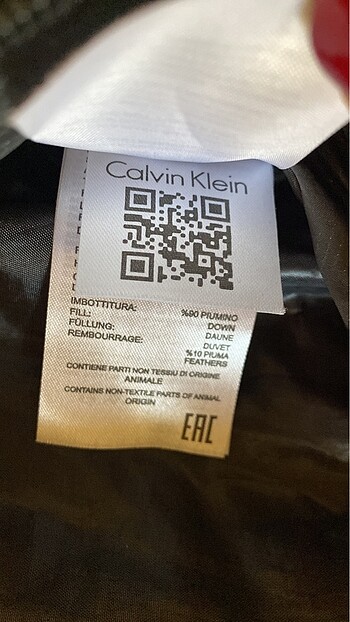 Calvin Klein
IMBOTTITURA: %90 PIUMINO
FILL: DOWN
FÜLLUNG: DAUNE
REMBOURRAGE: DUVET
%10 PIUMA
FEATHERS
CONTIENE PARTI NON TESSU DI ORIGINE
ANIMALE
CONTAINS NON-TEXTILE PARTS OF ANIMAL
ORIGIN
EAC